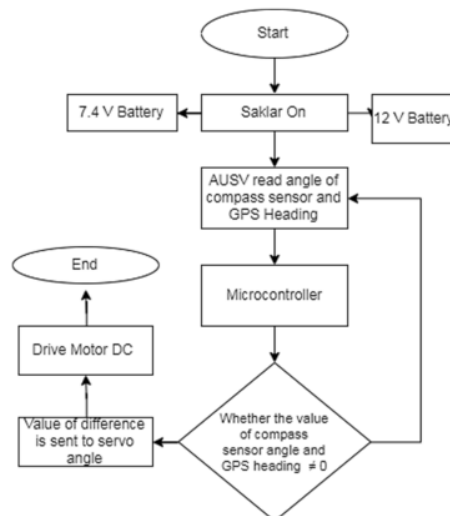 Start
7.4 V Battery
Saklar On
12 V Battery
AUSV read angle of
compass sensor and
GPS Heading
End
Microcontroller
Drive Motor DC
Whether the value
of compass
sensor angle and
GPS heading ≠ 0
Value of difference
is sent to servo
angle